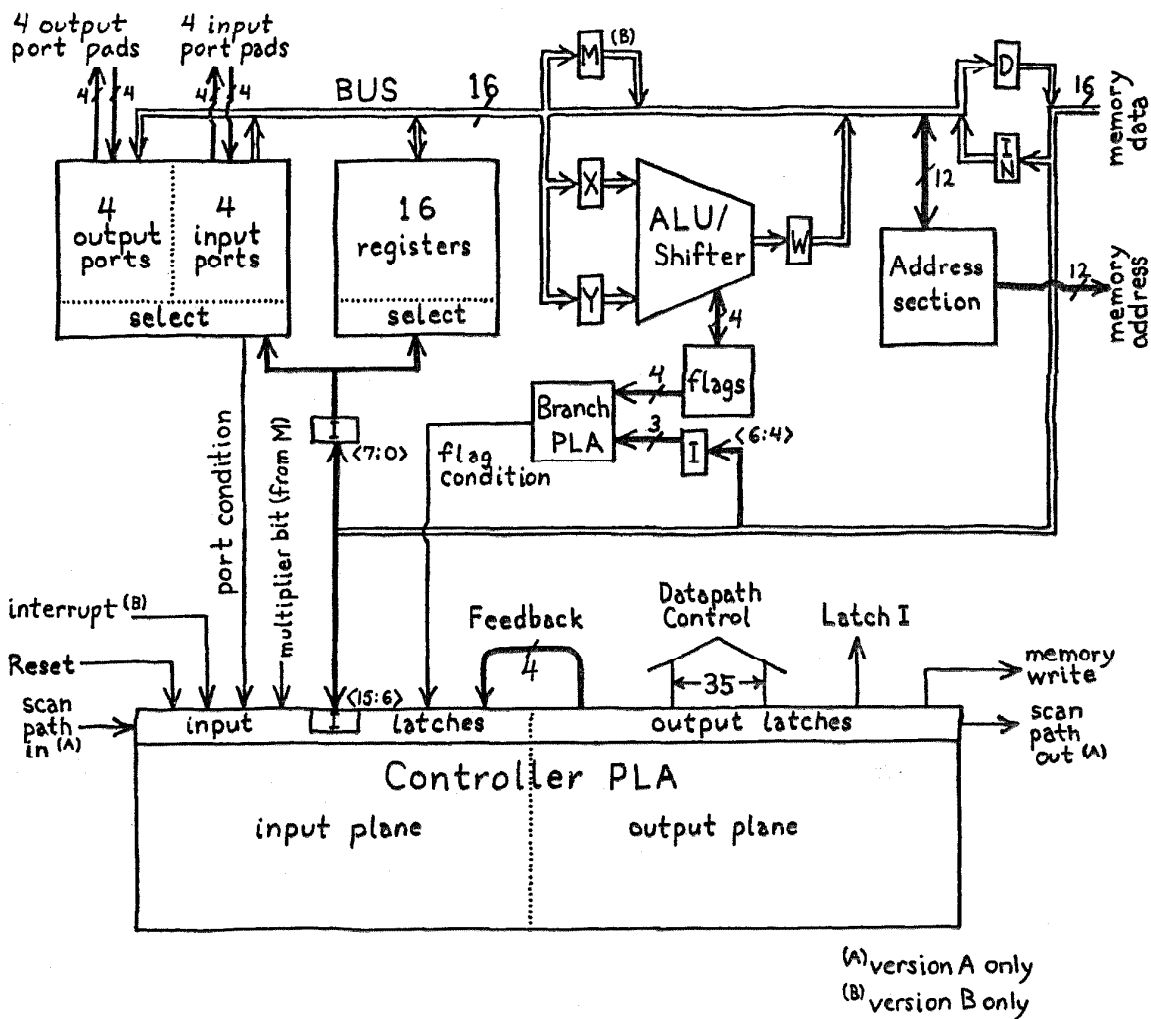 4 output
port pads
4 input
port pads
4
4
4
4
BUS
16
M
(B)
D
16
memory
data
IN
12
X
Y
ALU/
Shifter
W
4
output
ports
4
input
ports
select
16
registers
select
Address
section
12
memory
address
4
flags
4
3
Branch
PLA
I
<6:4>
I
<7:0>
flag
condition
port condition
multiplier bit (from M)
interrupt (B)
Reset
scan
path
in (A)
Feedback
4
Datapath
Control
35
Latch I
memory
write
scan
path
out (A)
<15:6>
input
I
latches
output latches
Controller PLA
input plane
output plane
(A) version A only
(B) version B only